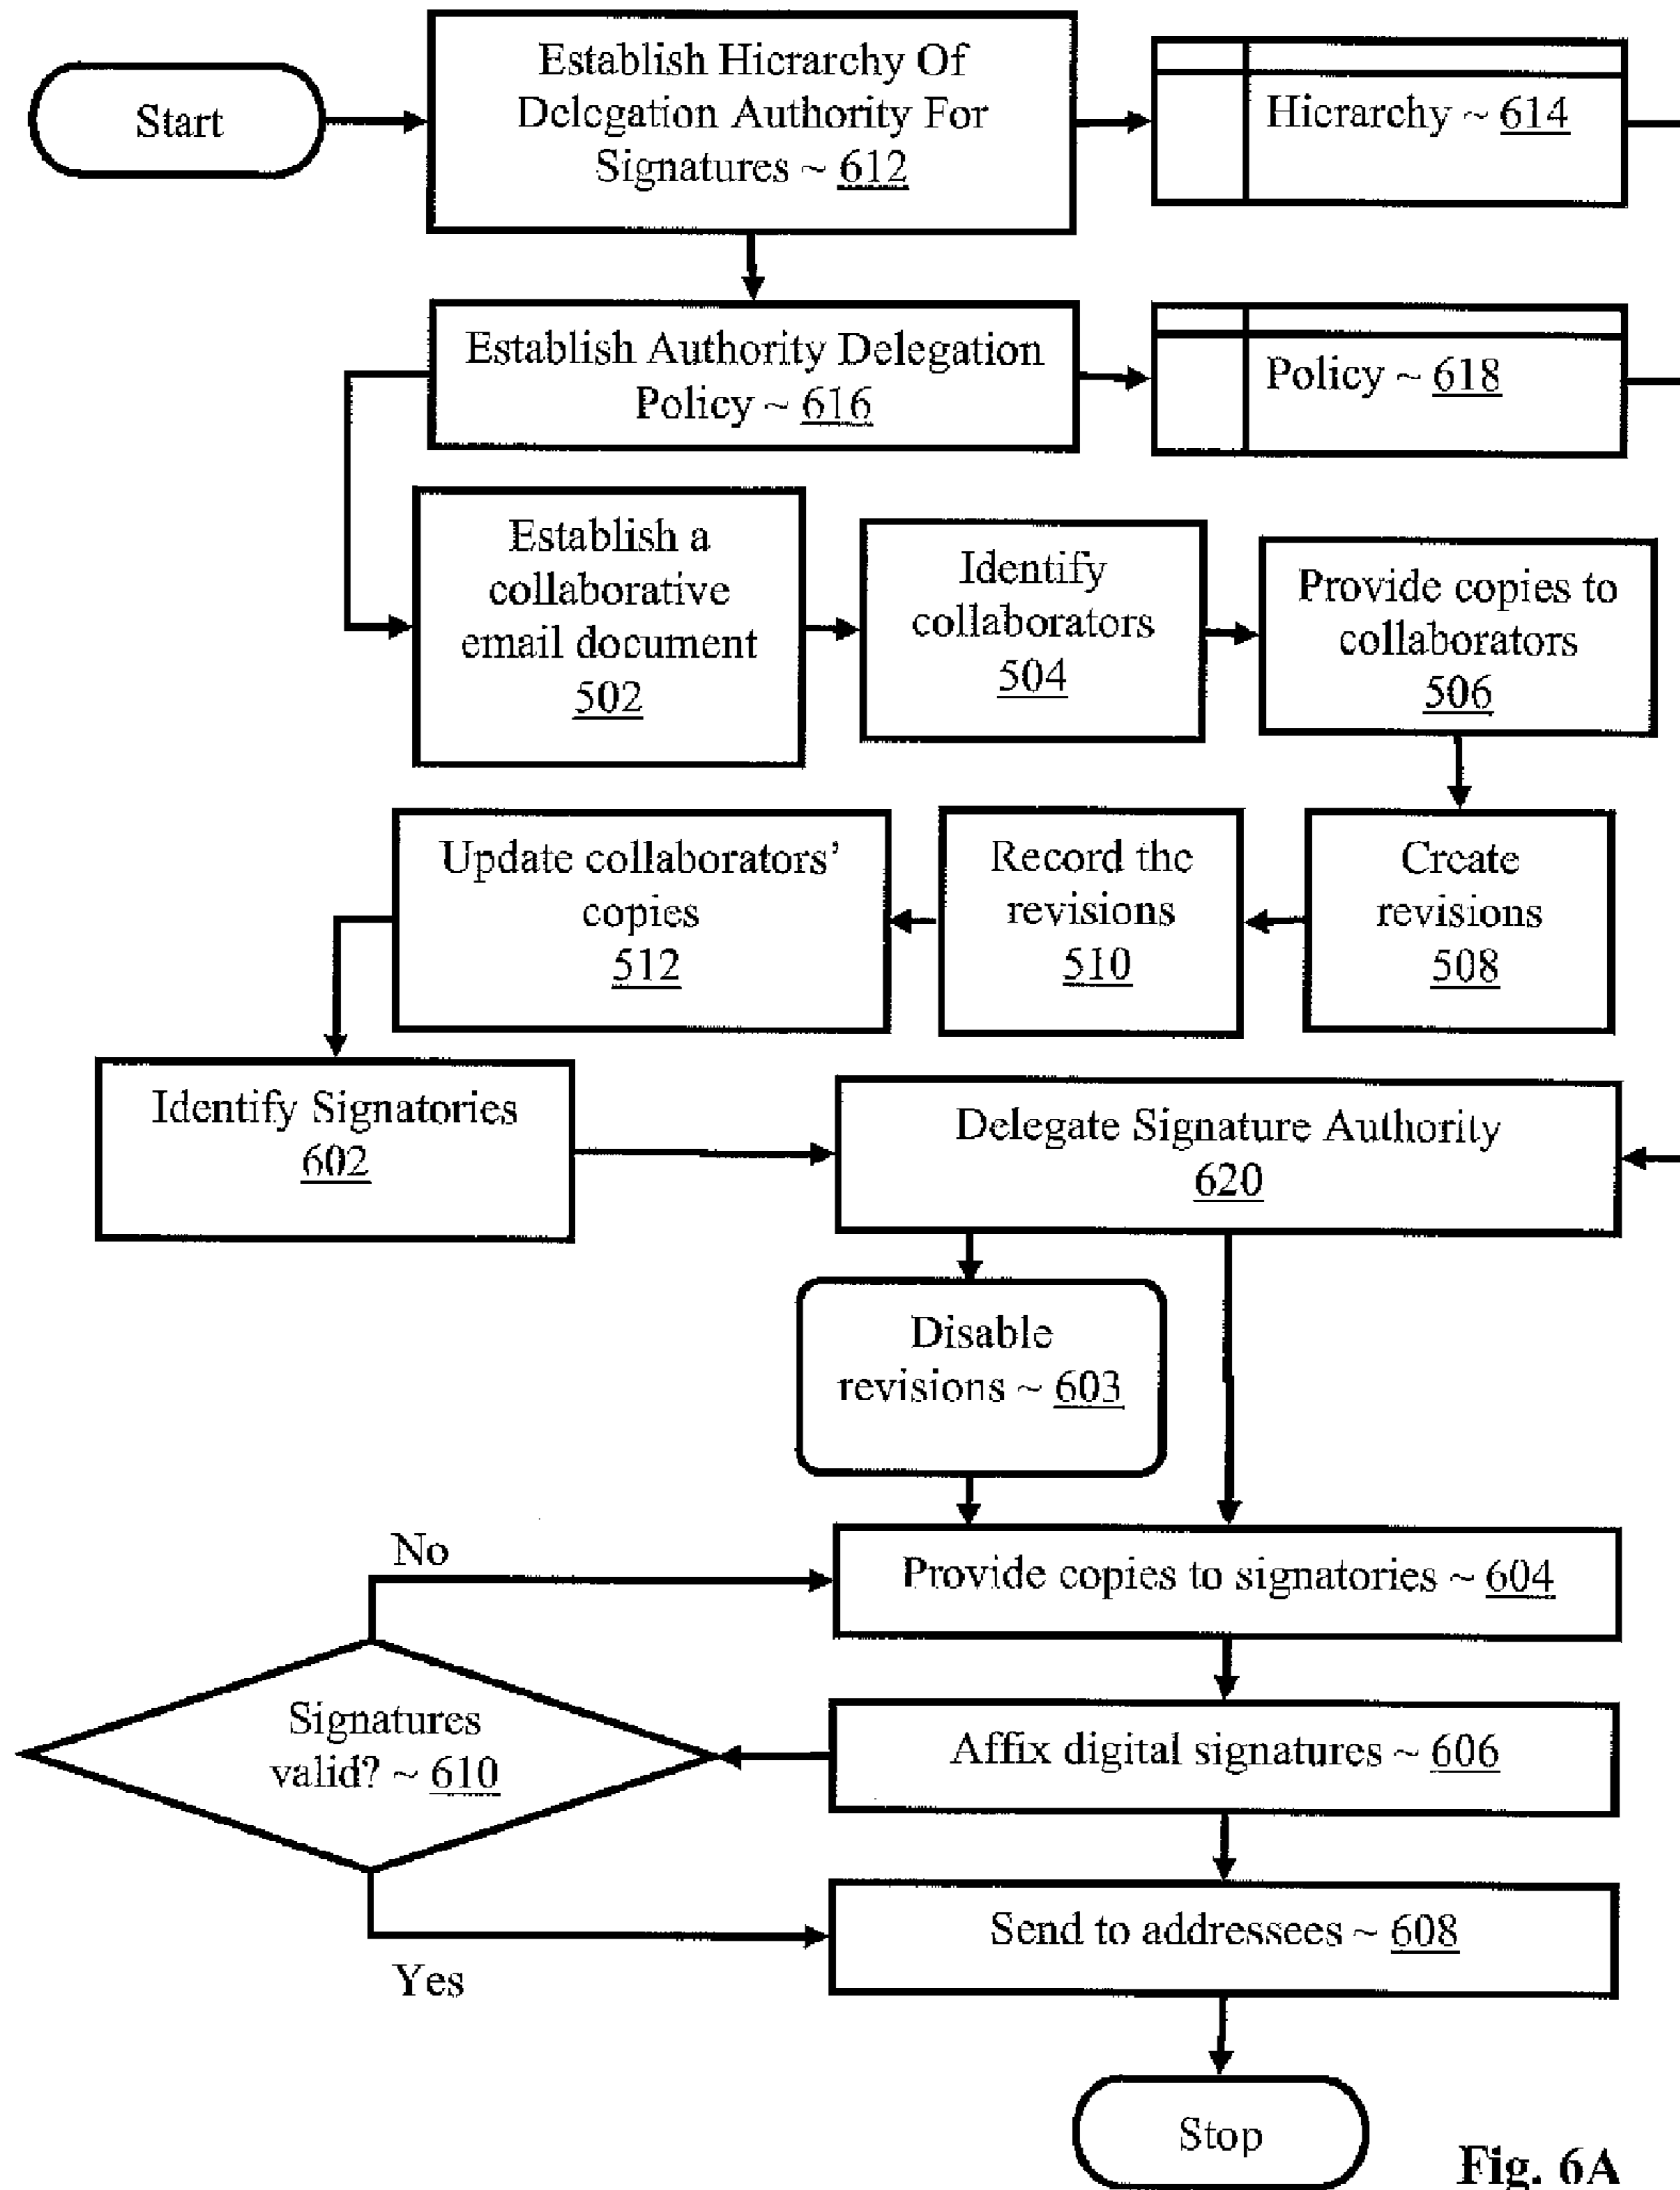 Start
Establish Hierarchy Of
Delegation Authority For
Signatures ~ 612
Hierarchy ~ 614
Establish Authority Delegation
Policy ~ 616
Policy ~ 618
Establish a
collaborative
email document
502
Identify
collaborators
504
Provide copies to
collaborators
506
Update collaborators'
copies
512
Record the
revisions
510
Create
revisions
508
Identify Signatories
602
Delegate Signature Authority
620
Disable
revisions ~ 603
No
Provide copies to signatories ~ 604
Signatures
valid? ~ 610
Affix digital signatures ~ 606
Send to addressees ~ 608
Yes
Stop
Fig. 6A